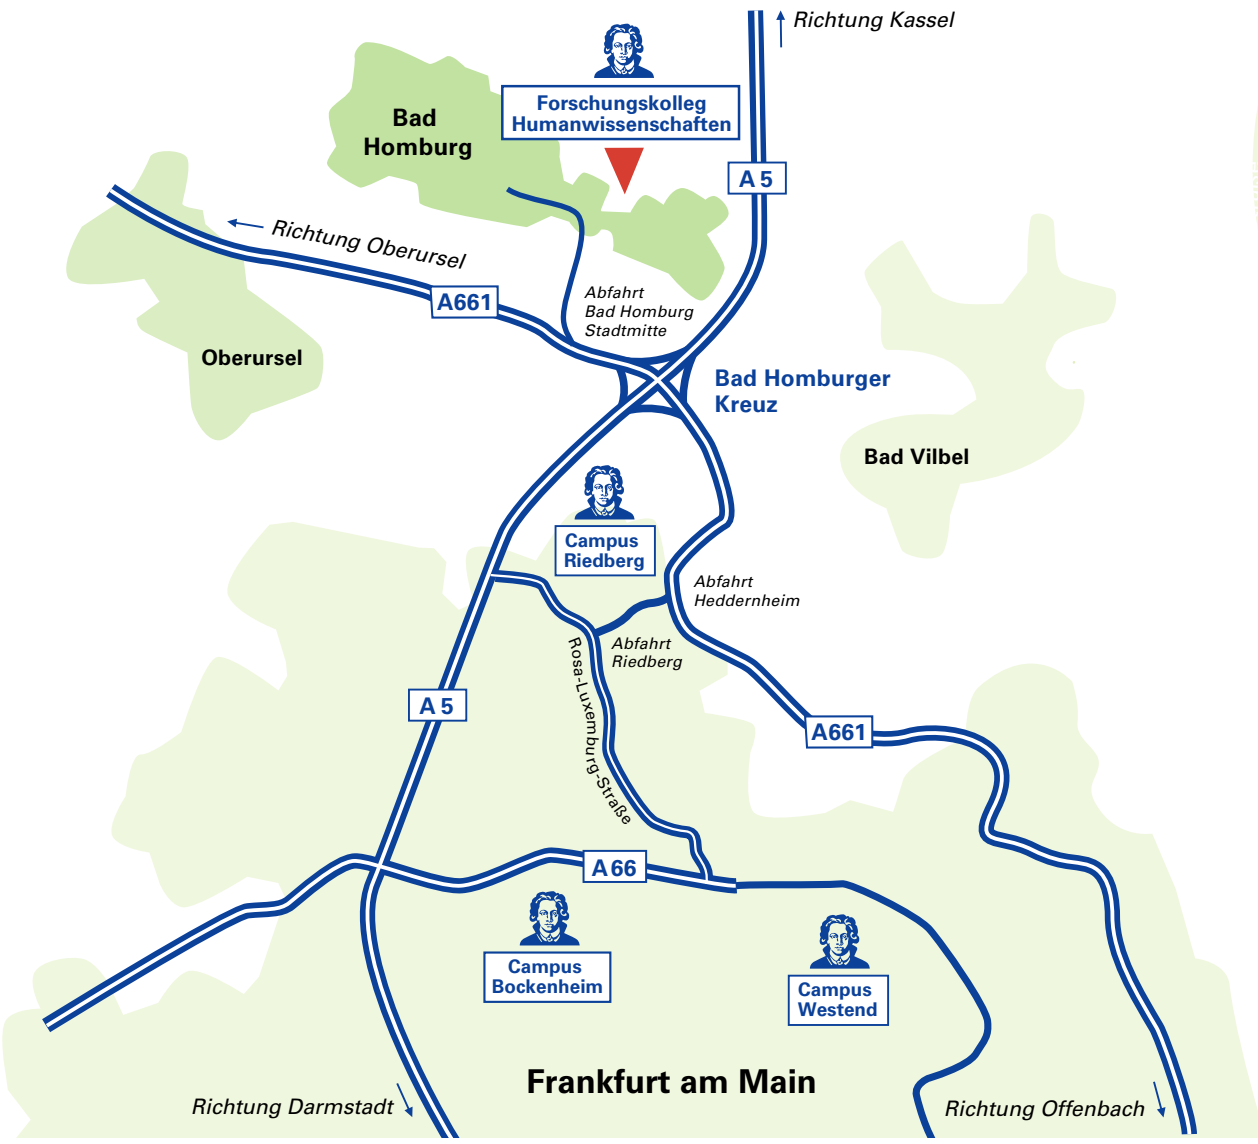 Richtung Kassel
Forschungskolleg
Humanwissenschaften
Bad
Homburg
A 5
Richtung Oberursel
A661
Abfahrt
Bad Homburg
Stadtmitte
Oberursel
Bad Homburger
Kreuz
Bad Vilbel
Campus
Riedberg
Abfahrt
Heddernheim
Abfahrt
Riedberg
Rosa-Luxemburg-Straße
A 5
A661
A 66
Campus
Bockenheim
Campus
Westend
Frankfurt am Main
Richtung Darmstadt
Richtung Offenbach